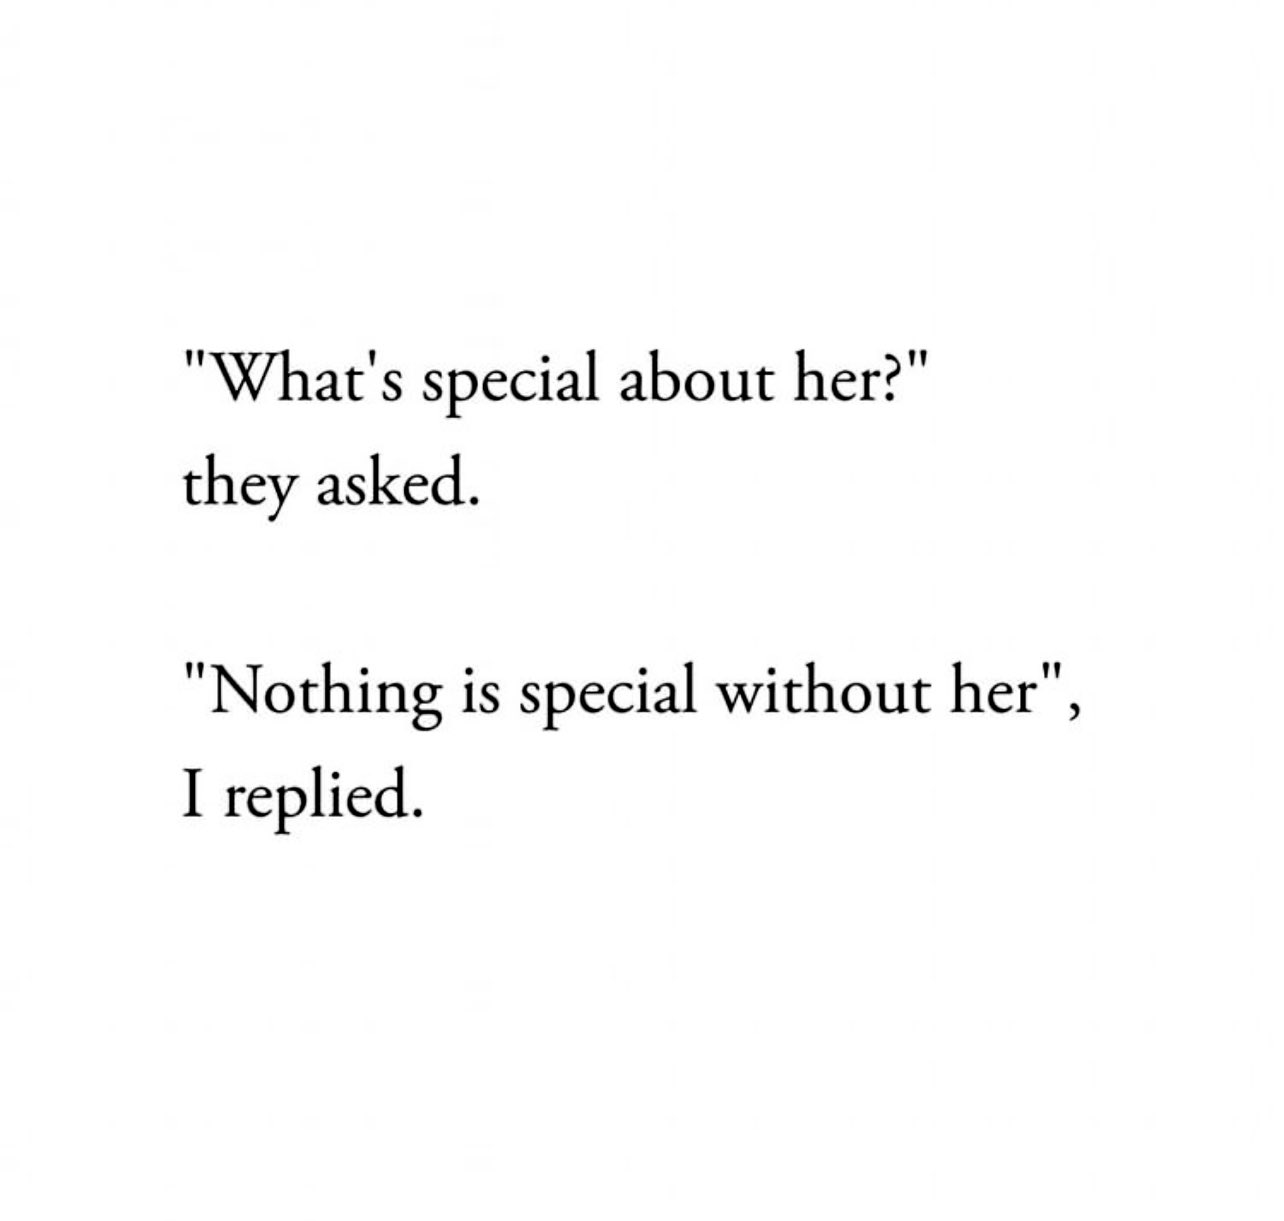 "What's special about her?"
they asked.
"Nothing is special without her",
I replied.